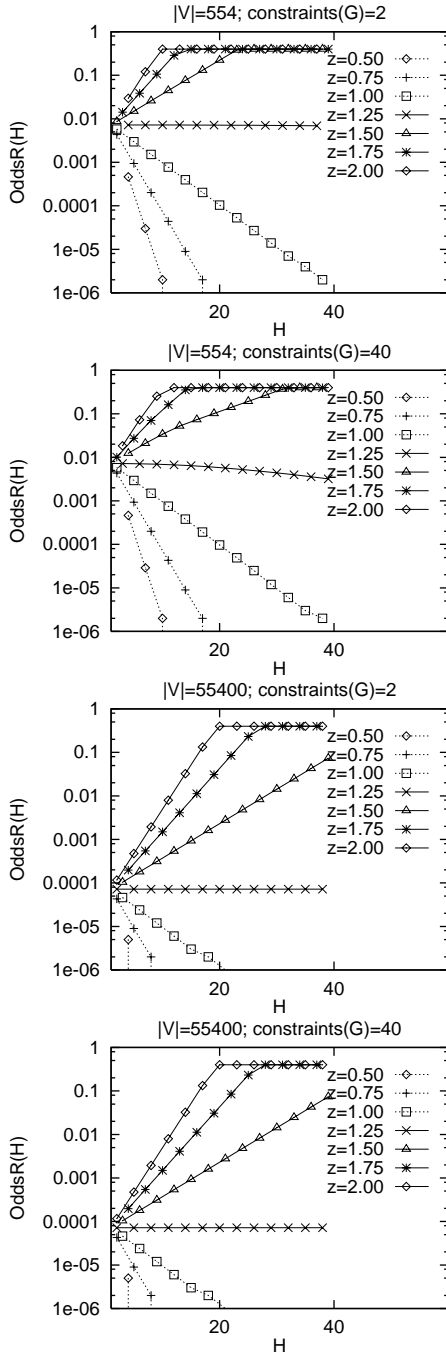 |V|=554; constraints(G)=2
1
0.1
0.01
0.001
0.0001
1e-05
1e-06
OddsR(H)
20
40
H
z=0.50
z=0.75
z=1.00
z=1.25
z=1.50
z=1.75
z=2.00
|V|=554; constraints(G)=40
1
0.1
0.01
0.001
0.0001
1e-05
1e-06
OddsR(H)
20
40
H
z=0.50
z=0.75
z=1.00
z=1.25
z=1.50
z=1.75
z=2.00
|V|=55400; constraints(G)=2
1
0.1
0.01
0.001
0.0001
1e-05
1e-06
OddsR(H)
20
40
H
z=0.50
z=0.75
z=1.00
z=1.25
z=1.50
z=1.75
z=2.00
|V|=55400; constraints(G)=40
1
0.1
0.01
0.001
0.0001
1e-05
1e-06
OddsR(H)
20
40
H
z=0.50
z=0.75
z=1.00
z=1.25
z=1.50
z=1.75
z=2.00